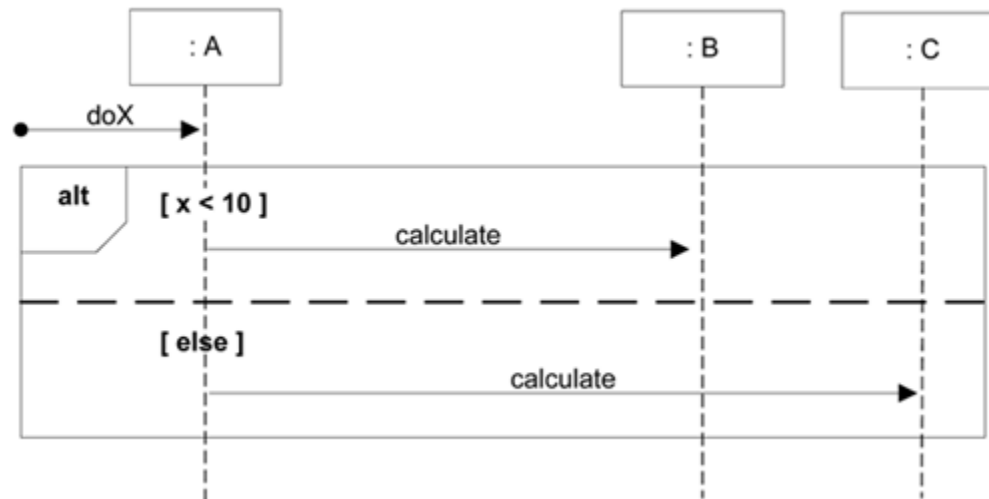 : A
: B
: C
doX
alt
[ x < 10 ]
calculate
[ else ]
calculate